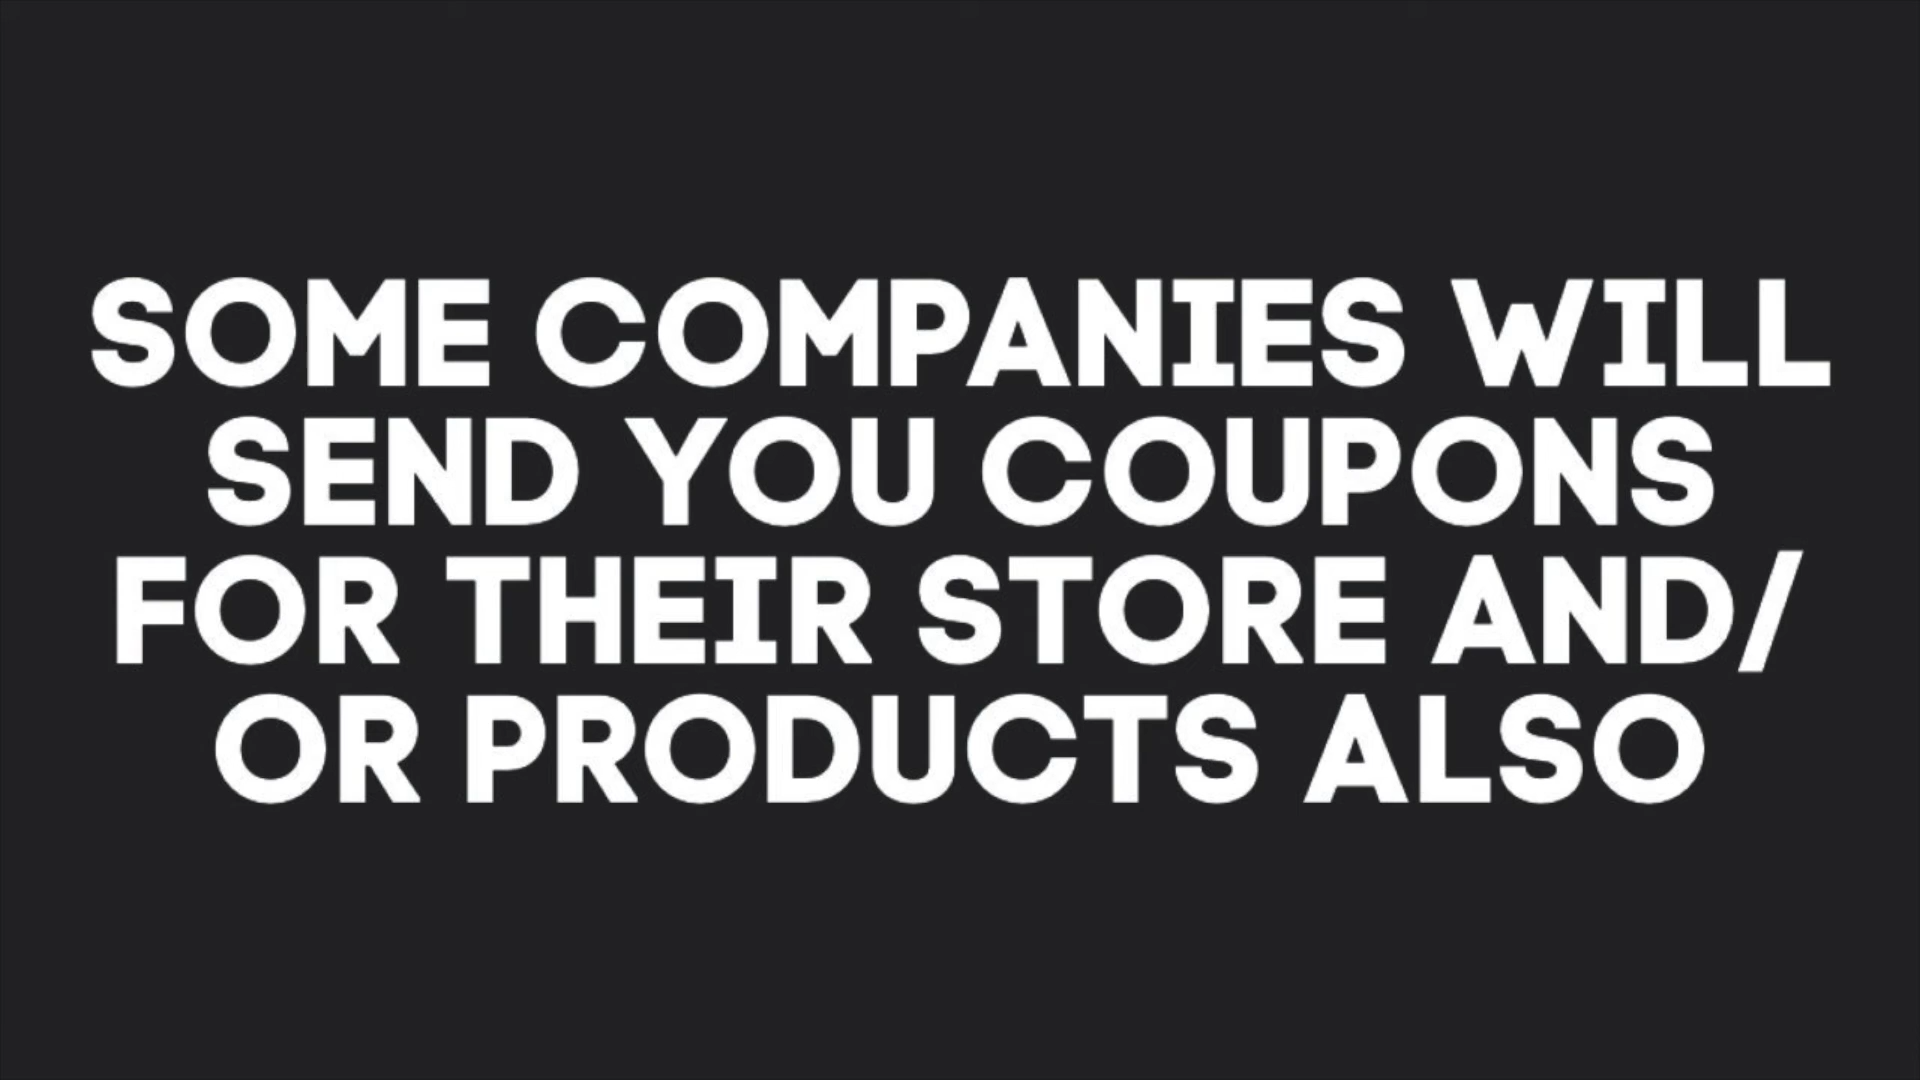 SOME COMPANIES WILL
SEND YOU COUPONS
FOR THEIR STORE AND/
OR PRODUCTS ALSO